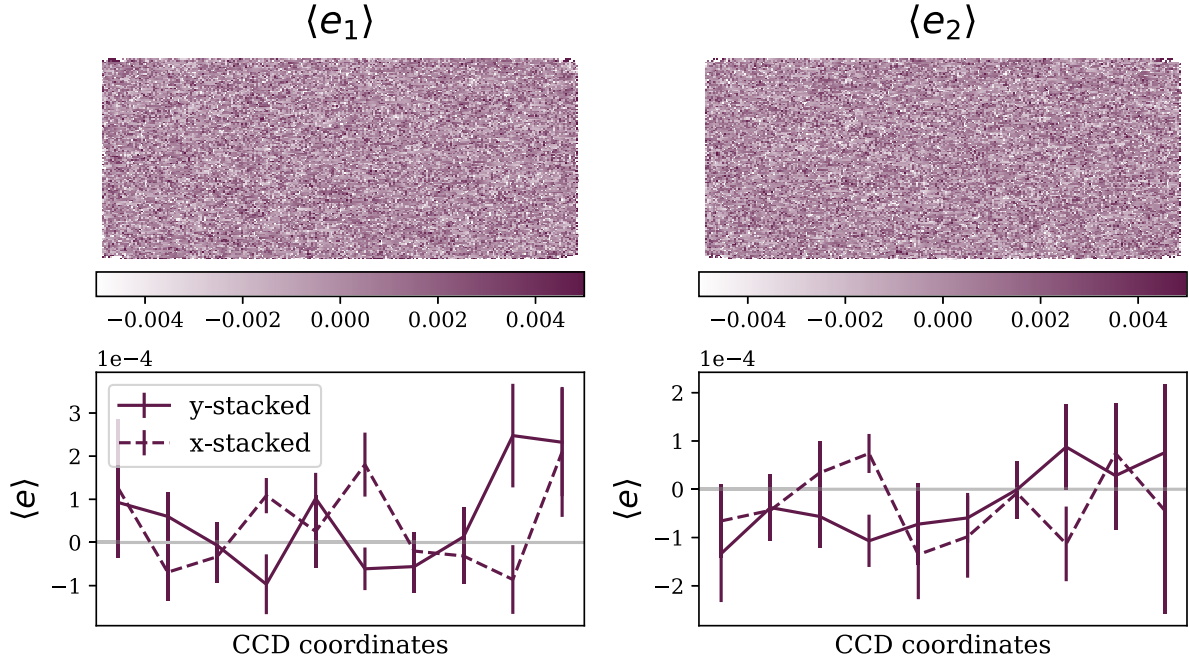 ⟨e₁⟩
⟨e₂⟩
−0.004 −0.002 0.000 0.002 0.004
−0.004 −0.002 0.000 0.002 0.004
1e−4
⟨e⟩
3
2
1
0
−1
y-stacked
x-stacked
CCD coordinates
1e−4
⟨e⟩
2
1
0
−1
−2
CCD coordinates